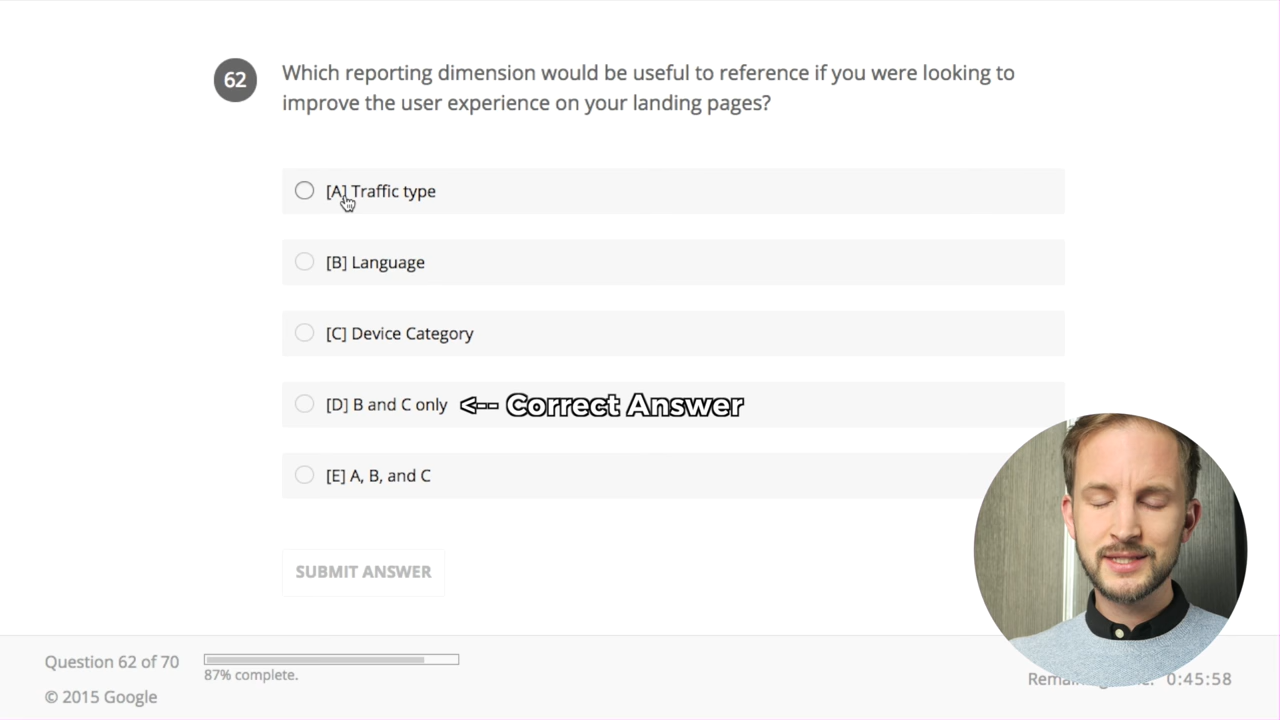 62
Which reporting dimension would be useful to reference if you were looking to
improve the user experience on your landing pages?
[A] Traffic type
[B] Language
[C] Device Category
[D] B and C only <-- Correct Answer
[E] A, B, and C
SUBMIT ANSWER
Question 62 of 70
87% complete.
© 2015 Google
0:45:58